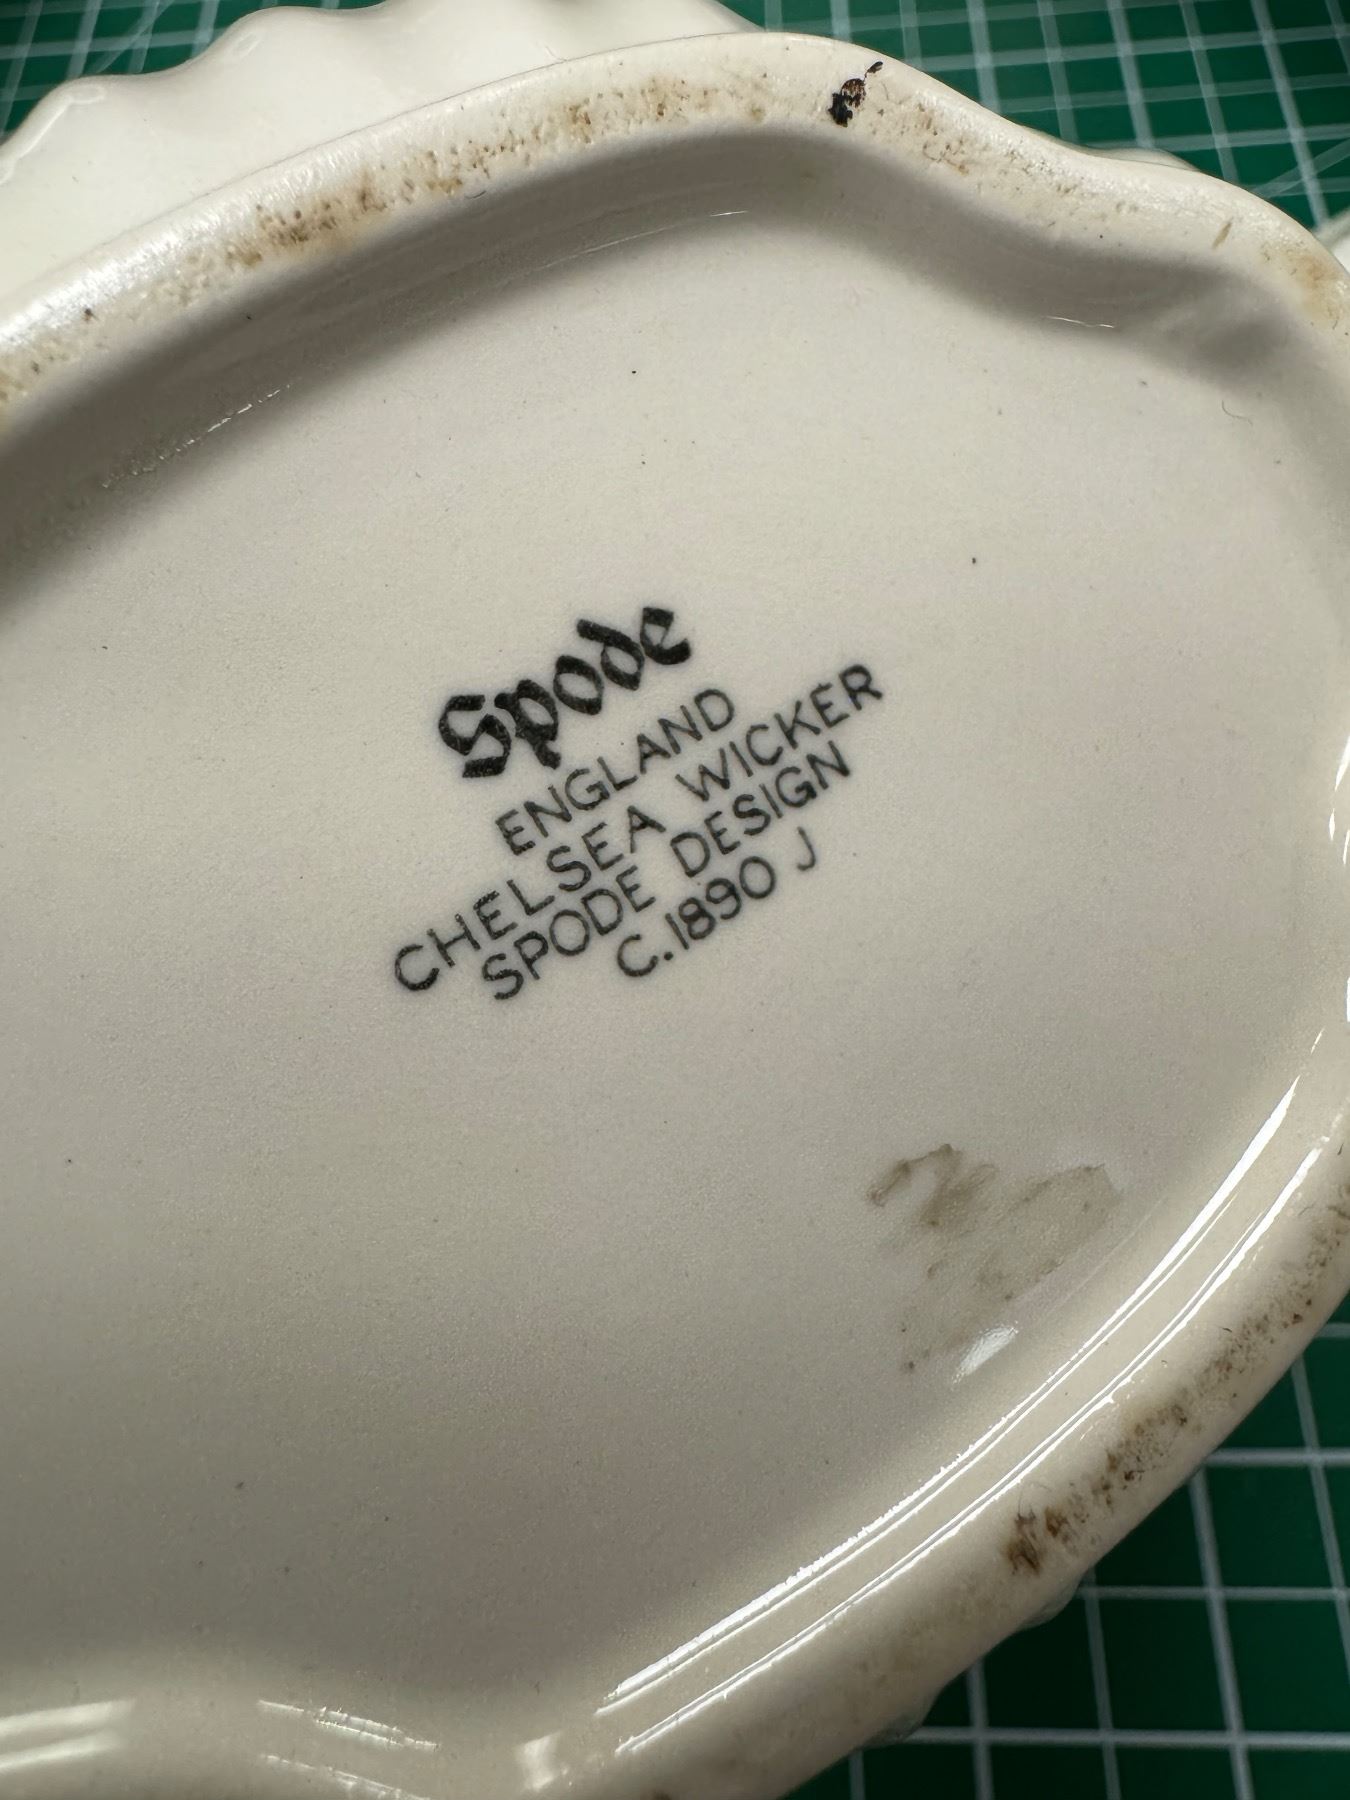 Spode
ENGLAND
CHELSEA WICKER
SPODE DESIGN
C.1890 J